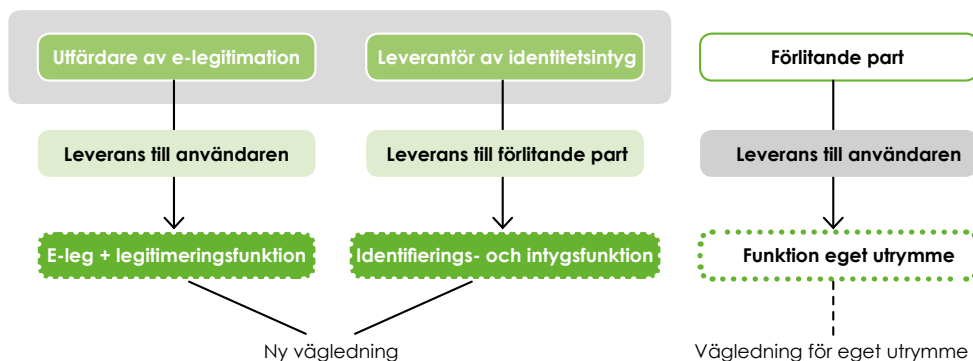 Utfärdare av e-legitimation
Leverantör av identitetsintyg
Förlitande part
Leverans till användaren
Leverans till förlitande part
Leverans till användaren
E-leg + legitimeringsfunktion
Identifierings- och intygsfunktion
Funktion eget utrymme
Ny vägledning
Vägledning för eget utrymme